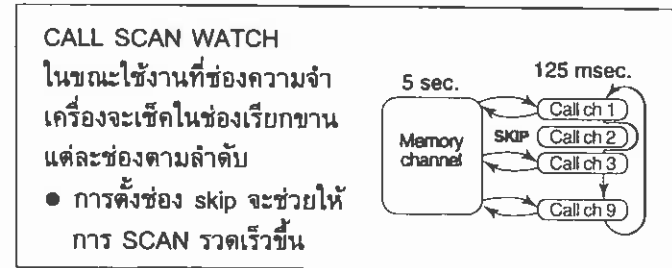 CALL SCAN WATCH
ในขณะใช้งานที่ช่องความจำ
เครื่องจะเช็คในช่องเรียกขาน
แต่ละช่องตามลำดับ
● การตั้งช่อง skip จะช่วยให้
การ SCAN รวดเร็วขึ้น
5 sec.
125 msec.
Memory
channel
SKIP
Call ch 1
Call ch 2
Call ch 3
Call ch 9